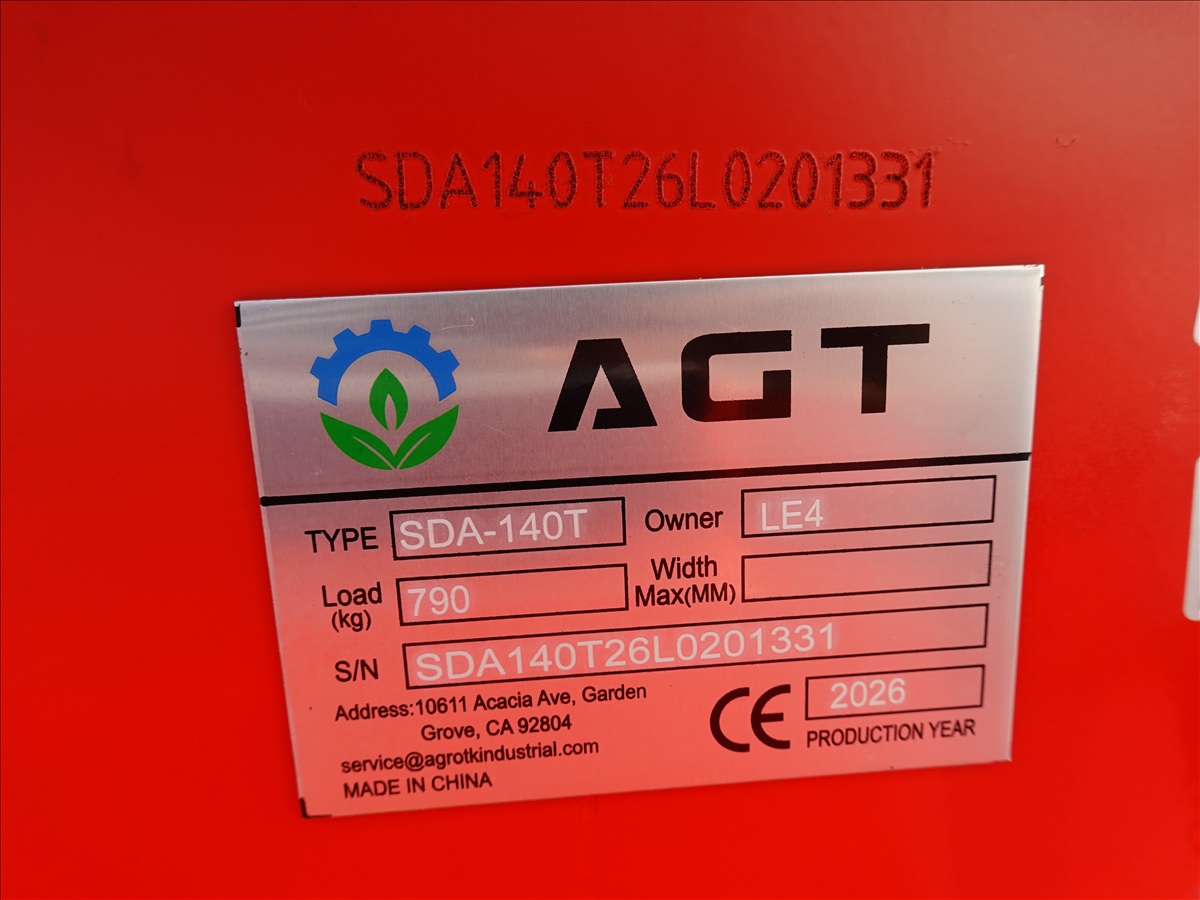 SDA140T26L0201331
AGT
TYPE SDA-140T Owner LE4
Load (kg) 790 Width Max(MM)
S/N SDA140T26L0201331
Address:10611 Acacia Ave, Garden
Grove, CA 92804
service@agrotkindustrial.com
MADE IN CHINA
CE 2026
PRODUCTION YEAR